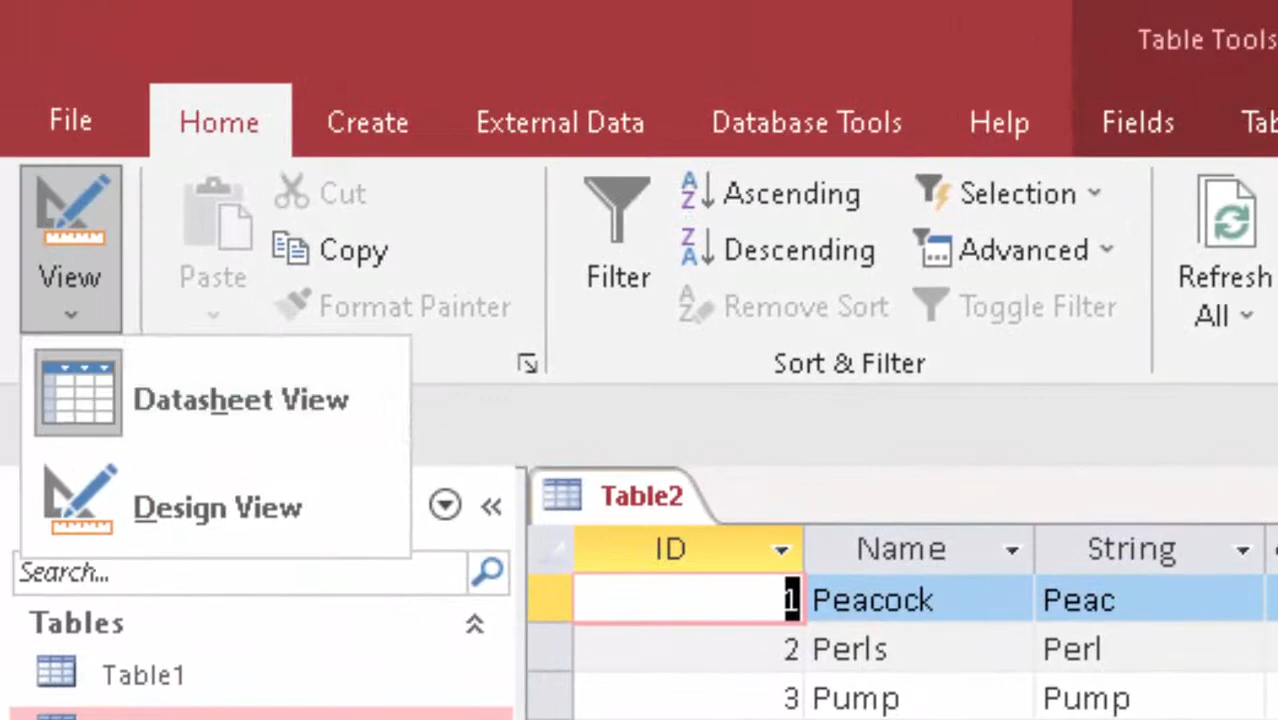 Table Tools
File Home Create External Data Database Tools Help Fields
View Paste Cut Copy Format Painter
Filter Ascending Descending Remove Sort Selection Advanced Toggle Filter
Refresh All
Sort & Filter
Datasheet View
Design View
Search...
Tables
Table1
Table2
ID Name String
1 Peacock Peac
2 Perls Perl
3 Pump Pump